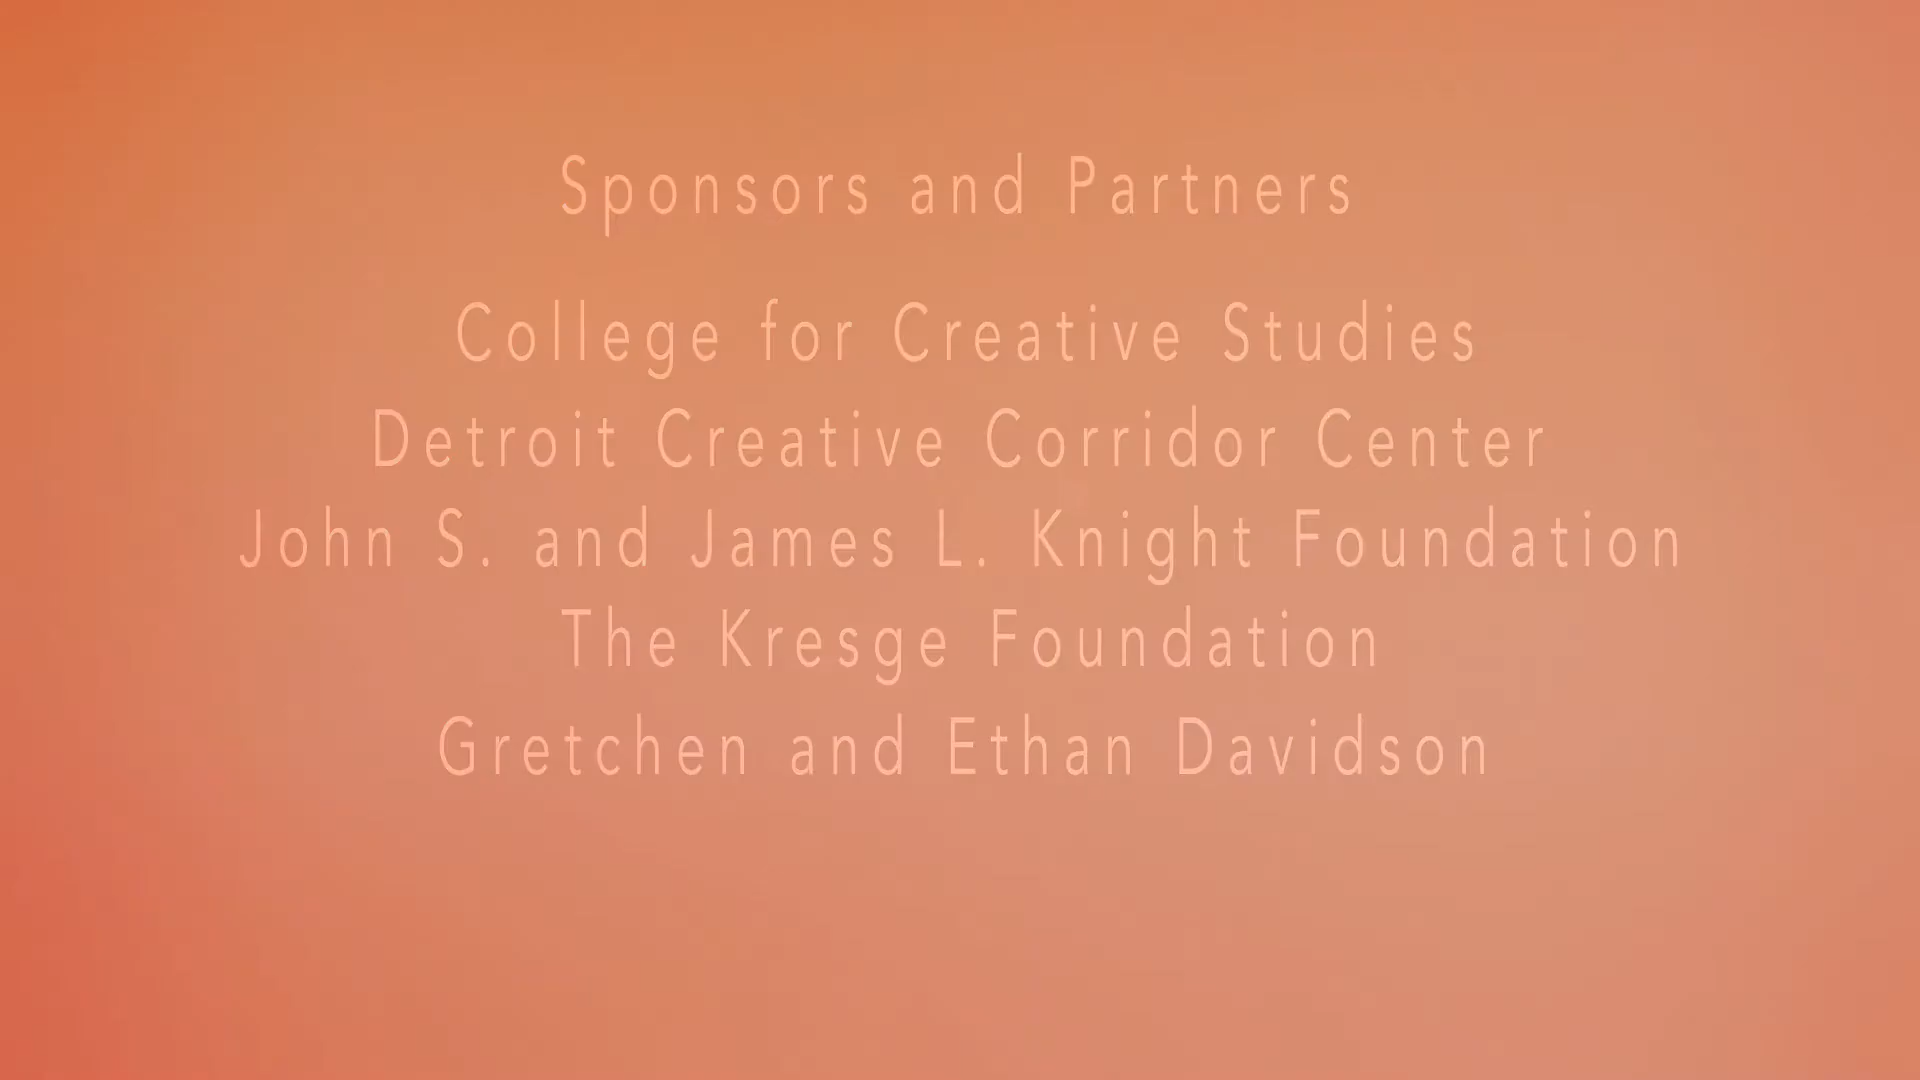 Sponsors and Partners
College for Creative Studies
Detroit Creative Corridor Center
John S. and James L. Knight Foundation
The Kresge Foundation
Gretchen and Ethan Davidson